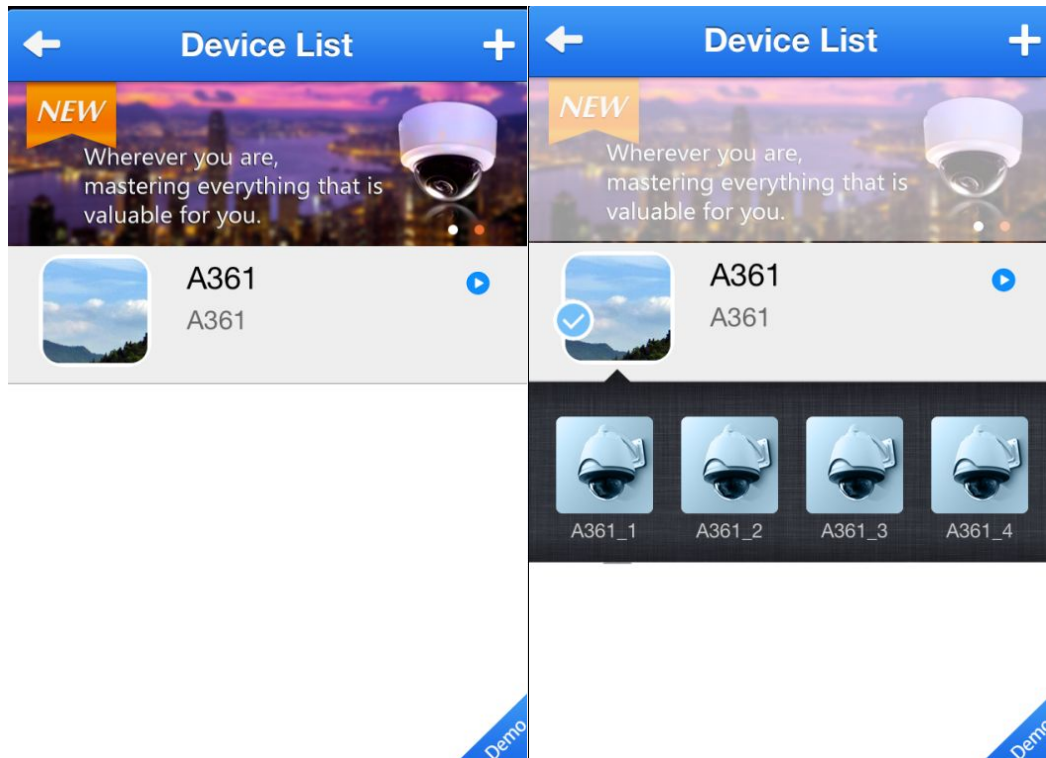 Device List
NEW
Wherever you are,
mastering everything that is
valuable for you.
A361
A361
Demo
Device List
NEW
Wherever you are,
mastering everything that is
valuable for you.
A361
A361
A361_1 A361_2 A361_3 A361_4
Demo